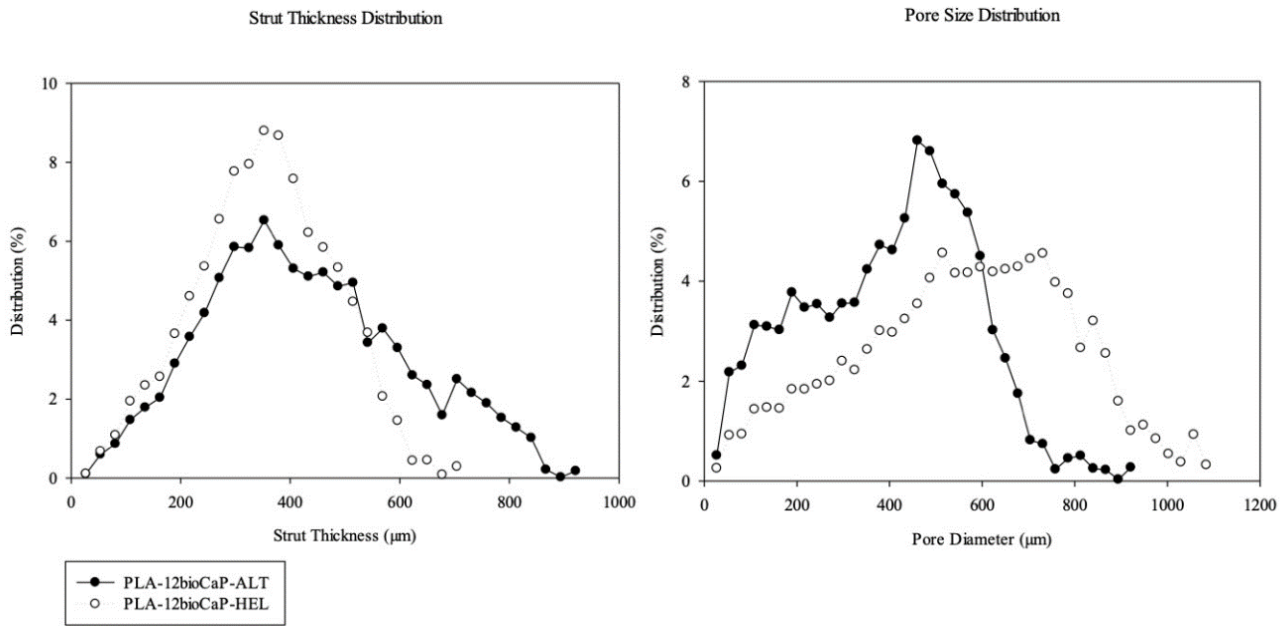 Strut Thickness Distribution
10
8
6
4
2
0
Distribution (%)
0 200 400 600 800 1000
Strut Thickness (μm)
PLA-12bioCaP-ALT
PLA-12bioCaP-HEL
Pore Size Distribution
8
6
4
2
0
Distribution (%)
0 200 400 600 800 1000 1200
Pore Diameter (μm)